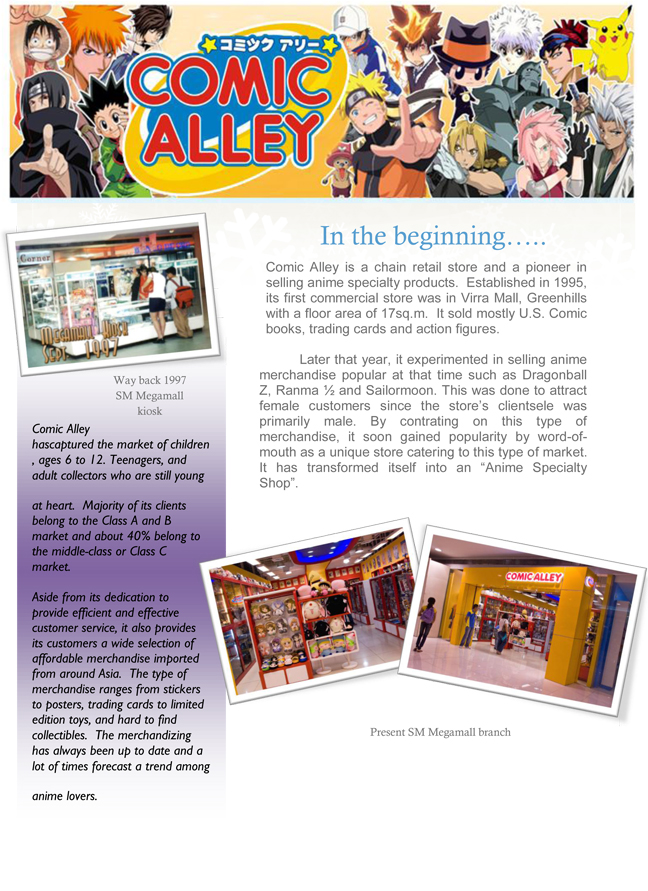 コミック アリー
COMIC
ALLEY
Corner
Megamall Kiosk
Sept. 1997
Way back 1997
SM Megamall
kiosk
Comic Alley
hascaptured the market of children
, ages 6 to 12. Teenagers, and
adult collectors who are still young
at heart. Majority of its clients
belong to the Class A and B
market and about 40% belong to
the middle-class or Class C
market.
Aside from its dedication to
provide efficient and effective
customer service, it also provides
its customers a wide selection of
affordable merchandise imported
from around Asia. The type of
merchandise ranges from stickers
to posters, trading cards to limited
edition toys, and hard to find
collectibles. The merchandizing
has always been up to date and a
lot of times forecast a trend among
anime lovers.
In the beginning…..
Comic Alley is a chain retail store and a pioneer in
selling anime specialty products. Established in 1995,
its first commercial store was in Virra Mall, Greenhills
with a floor area of 17sq.m. It sold mostly U.S. Comic
books, trading cards and action figures.
Later that year, it experimented in selling anime
merchandise popular at that time such as Dragonball
Z, Ranma ½ and Sailormoon. This was done to attract
female customers since the store's clientsele was
primarily male. By contrating on this type of
merchandise, it soon gained popularity by word-of-
mouth as a unique store catering to this type of market.
It has transformed itself into an “Anime Specialty
Shop”.
COMIC ALLEY
Present SM Megamall branch